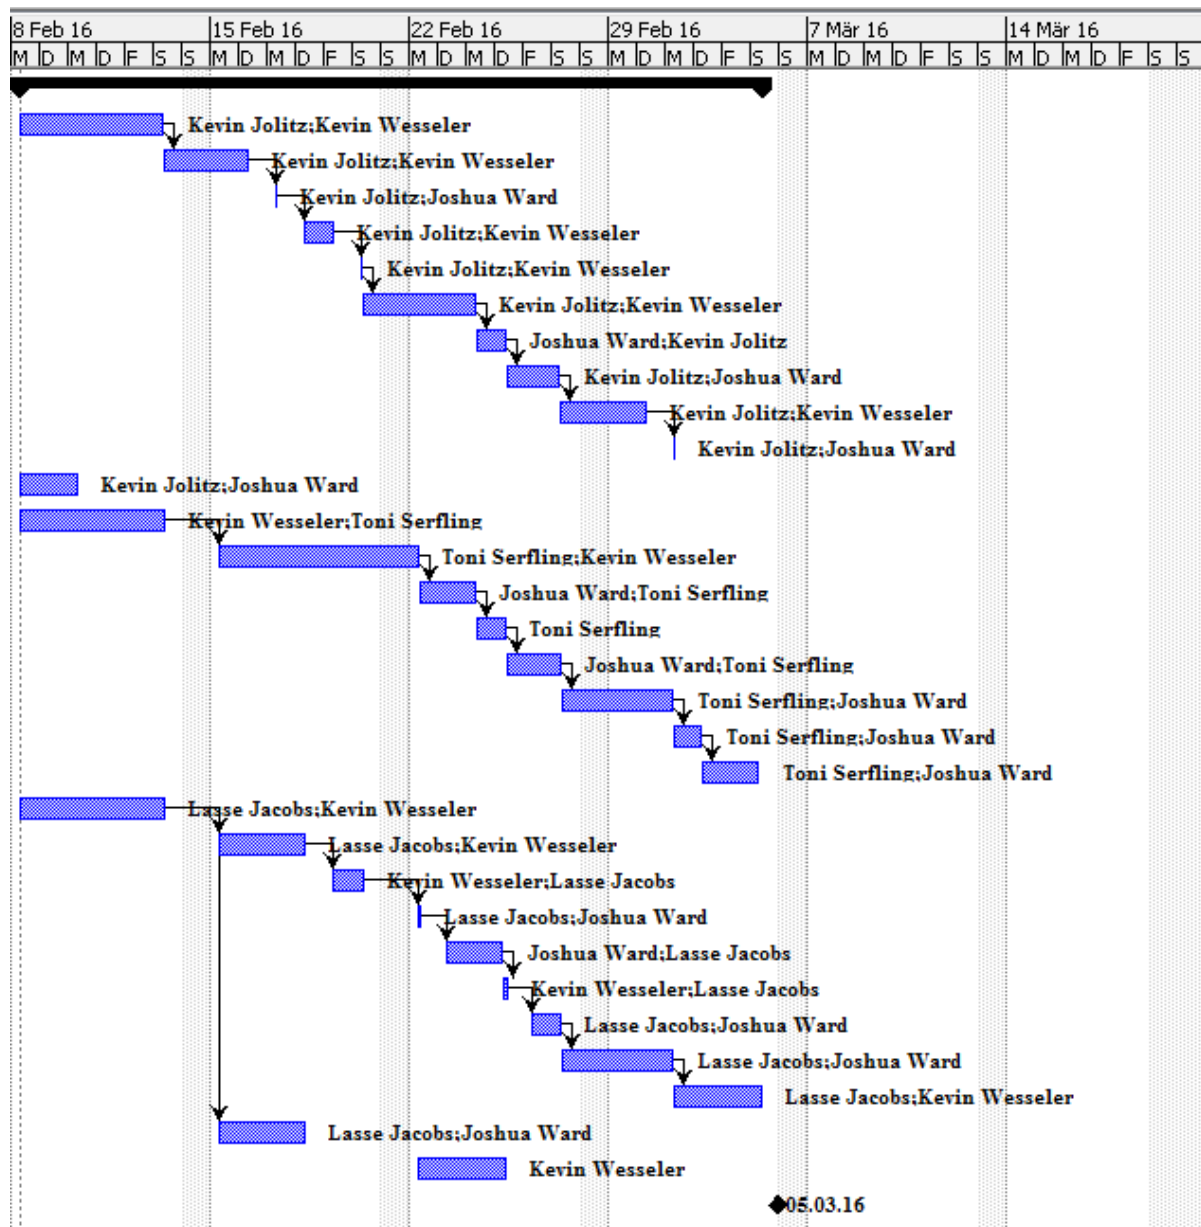 8 Feb 16 15 Feb 16 22 Feb 16 29 Feb 16 7 Mär 16 14 Mär 16
M D M D F S S M D M D F S S M D M D F S S M D M D F S S M D M D F S S M D M D F S S
Kevin Jolitz;Kevin Wesseler
Kevin Jolitz;Kevin Wesseler
Kevin Jolitz;Joshua Ward
Kevin Jolitz;Kevin Wesseler
Kevin Jolitz;Kevin Wesseler
Kevin Jolitz;Kevin Wesseler
Joshua Ward;Kevin Jolitz
Kevin Jolitz;Joshua Ward
Kevin Jolitz;Kevin Wesseler
Kevin Jolitz;Joshua Ward
Kevin Jolitz;Joshua Ward
Kevin Wesseler;Toni Serfling
Toni Serfling;Kevin Wesseler
Joshua Ward;Toni Serfling
Toni Serfling
Joshua Ward;Toni Serfling
Toni Serfling;Joshua Ward
Toni Serfling;Joshua Ward
Toni Serfling;Joshua Ward
Lasse Jacobs;Kevin Wesseler
Lasse Jacobs;Kevin Wesseler
Kevin Wesseler;Lasse Jacobs
Lasse Jacobs;Joshua Ward
Joshua Ward;Lasse Jacobs
Kevin Wesseler;Lasse Jacobs
Lasse Jacobs;Joshua Ward
Lasse Jacobs;Joshua Ward
Lasse Jacobs;Kevin Wesseler
Lasse Jacobs;Joshua Ward
Kevin Wesseler
05.03.16